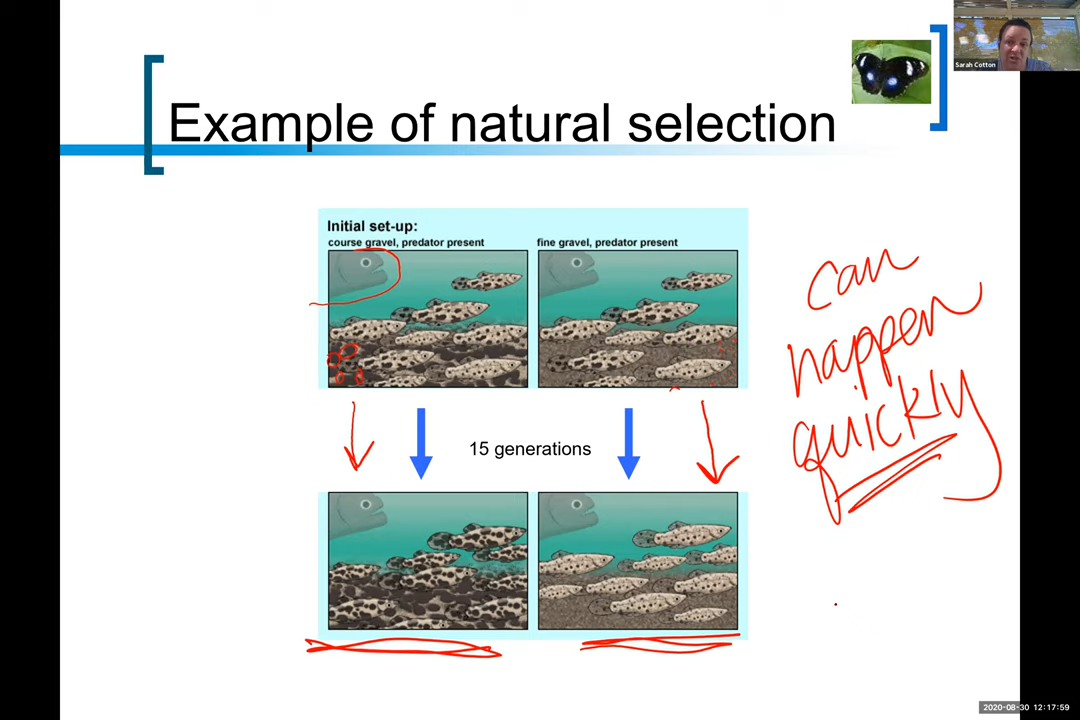 Sarah Cotton
Example of natural selection
Initial set-up:
course gravel, predator present
fine gravel, predator present
15 generations
can
happen
quickly
2020-08-30 12:17:59